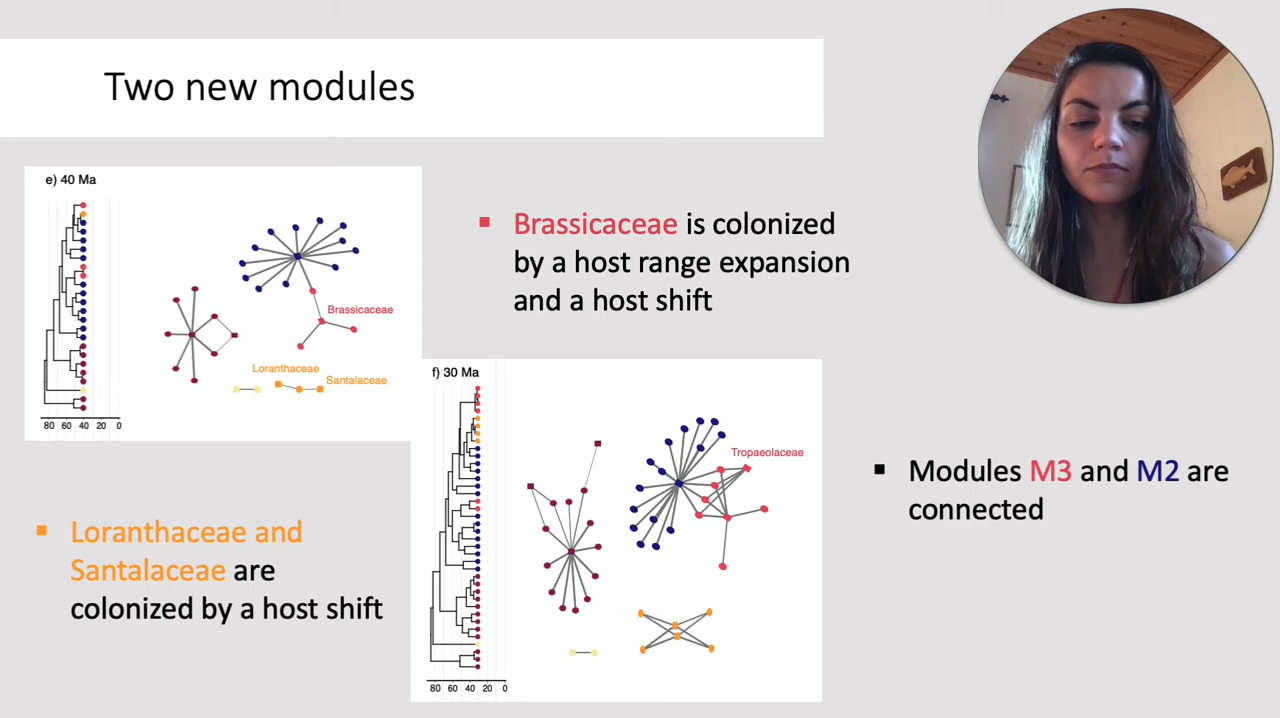 Two new modules
e) 40 Ma
Brassicaceae
Loranthaceae
Santalaceae
80 60 40 20 0
Brassicaceae is colonized
by a host range expansion
and a host shift
f) 30 Ma
Tropaeolaceae
80 60 40 20 0
Loranthaceae and
Santalaceae are
colonized by a host shift
Modules M3 and M2 are
connected